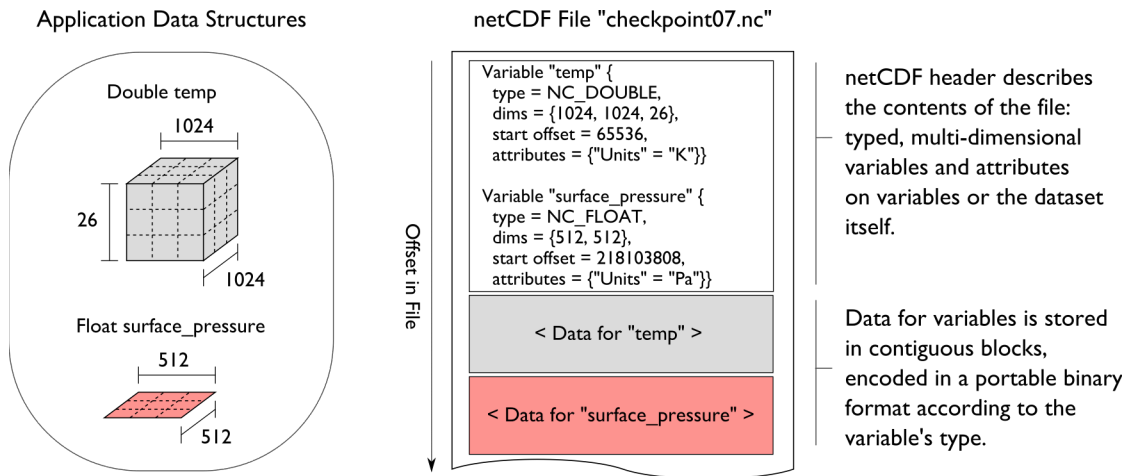 Application Data Structures
Double temp
1024
26
1024
Float surface_pressure
512
512
netCDF File "checkpoint07.nc"
Offset in File
Variable "temp" {
type = NC_DOUBLE,
dims = {1024, 1024, 26},
start offset = 65536,
attributes = {"Units" = "K"}}
Variable "surface_pressure" {
type = NC_FLOAT,
dims = {512, 512},
start offset = 218103808,
attributes = {"Units" = "Pa"}}
< Data for "temp" >
< Data for "surface_pressure" >
netCDF header describes
the contents of the file:
typed, multi-dimensional
variables and attributes
on variables or the dataset
itself.
Data for variables is stored
in contiguous blocks,
encoded in a portable binary
format according to the
variable's type.